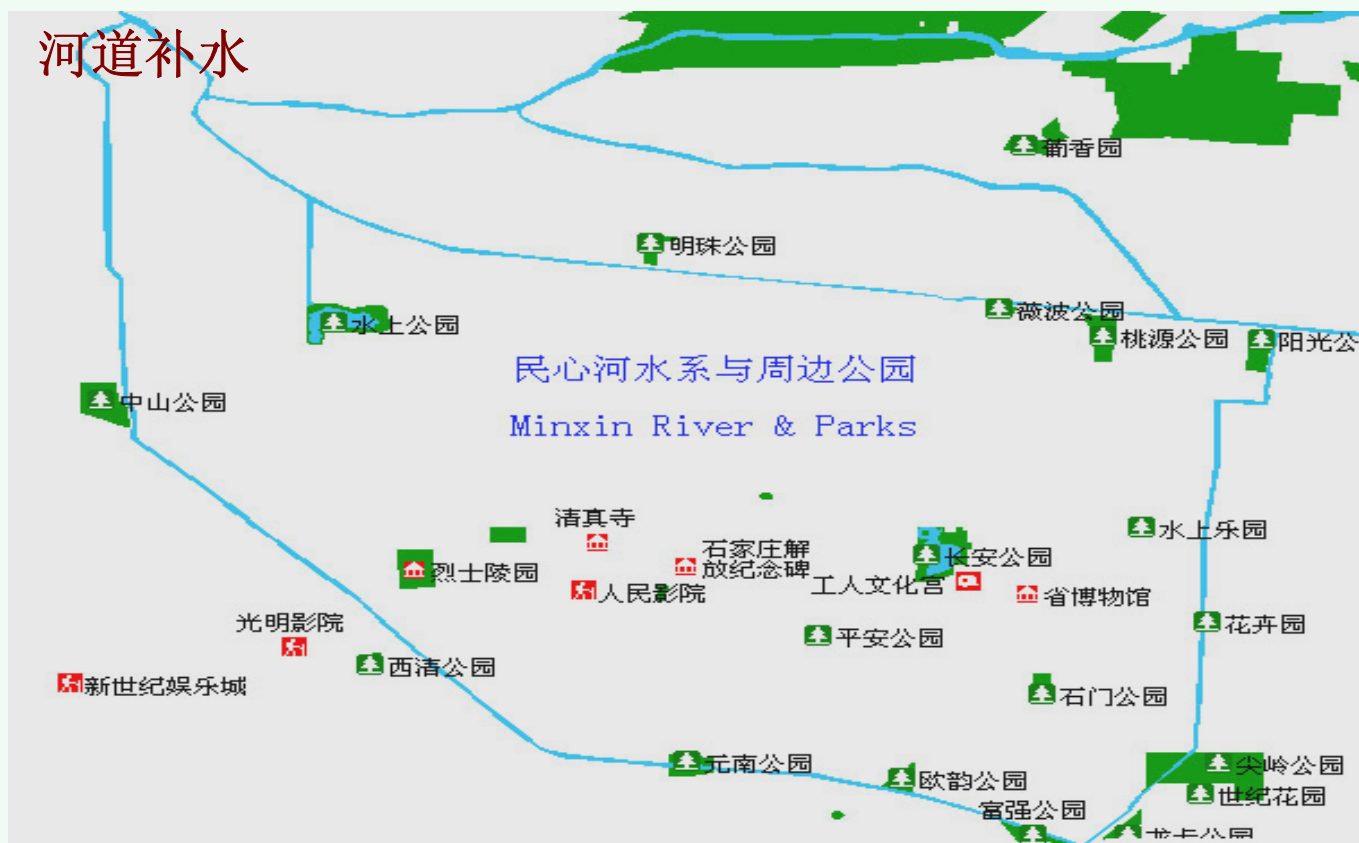 河道补水
葡香园
明珠公园
薇波公园
水上公园
桃源公园
阳光公
民心河水系与周边公园
中山公园
Minxin River & Parks
清真寺
水上乐园
石家庄解
放纪念碑
长安公园
烈士陵园
人民影院
工人文化宫
省博物馆
光明影院
花卉园
平安公园
西清公园
新世纪娱乐城
石门公园
元南公园
尖岭公园
欧韵公园
世纪花园
富强公园
龙卡公园